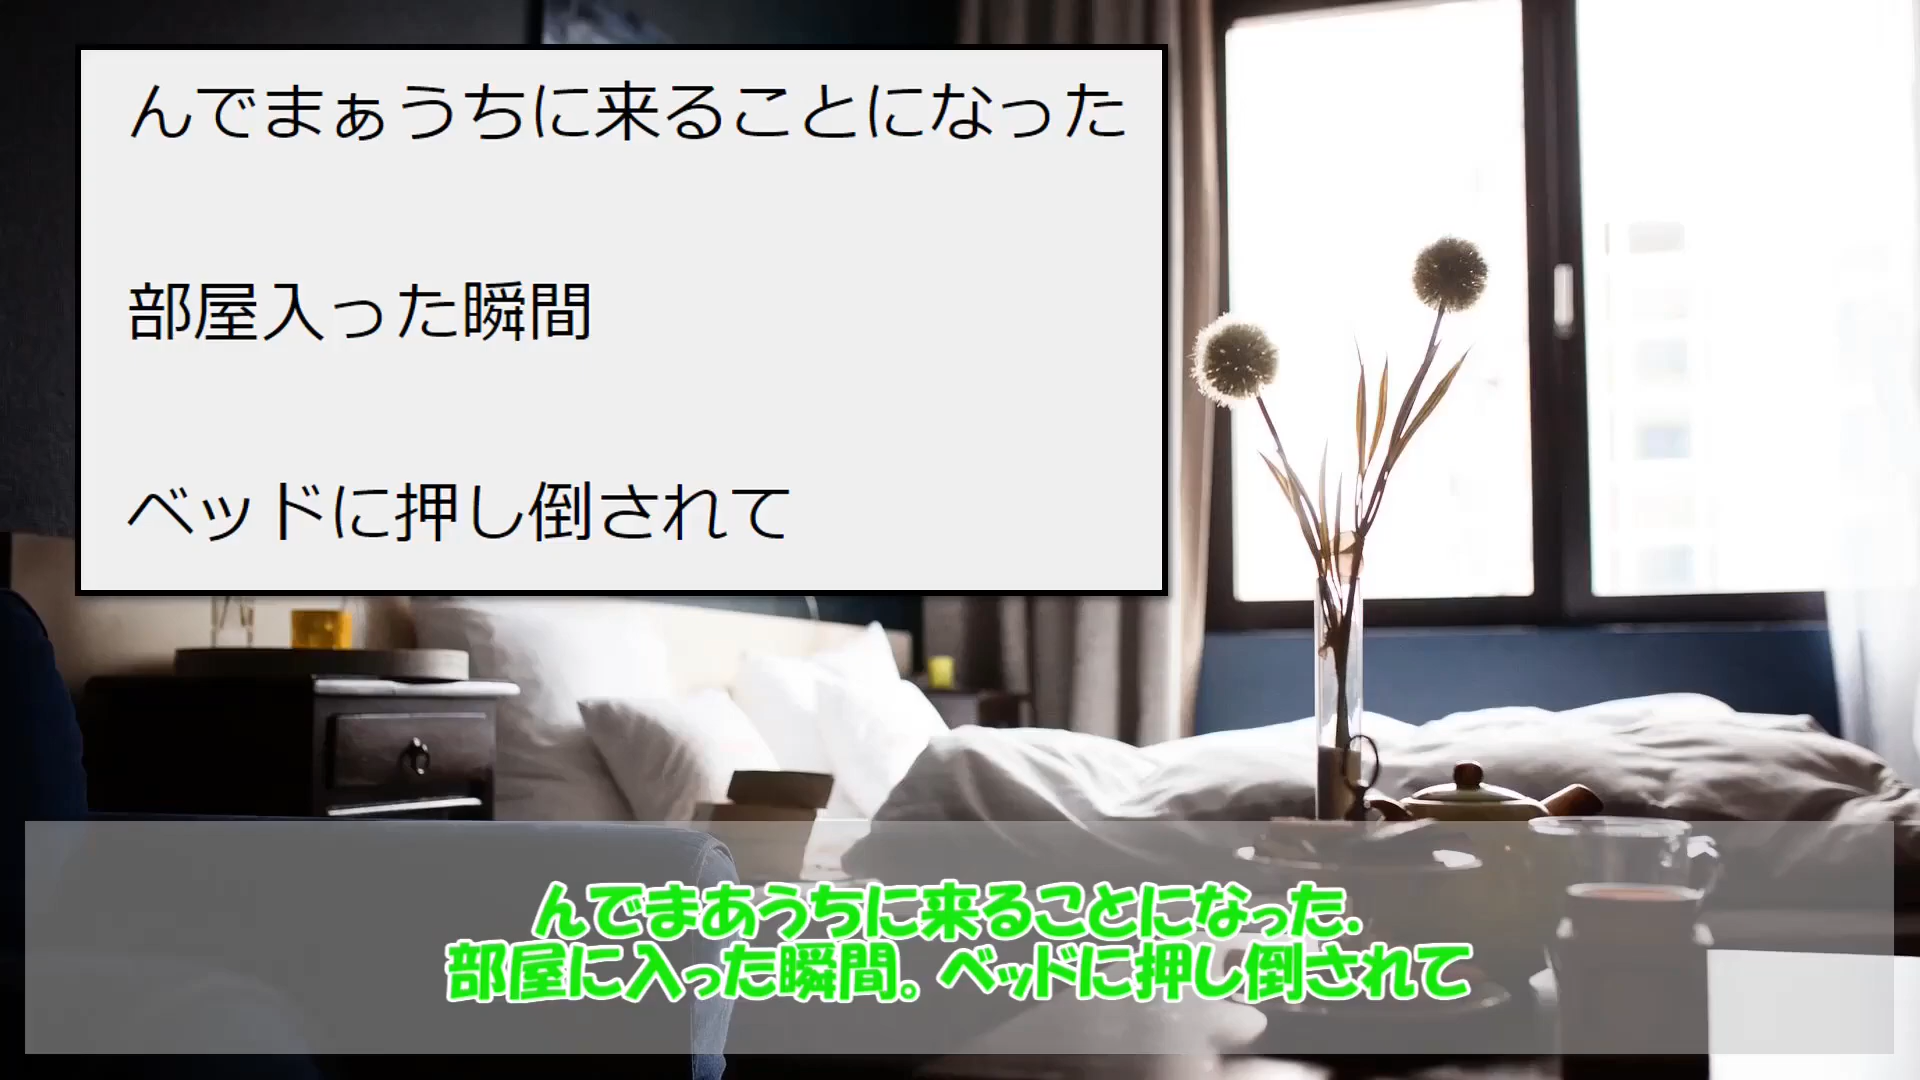 んでまぁうちに来ることになった
部屋入った瞬間
ベッドに押し倒されて
んでまあうちに来ることになった.
部屋に入った瞬間。ベッドに押し倒されて